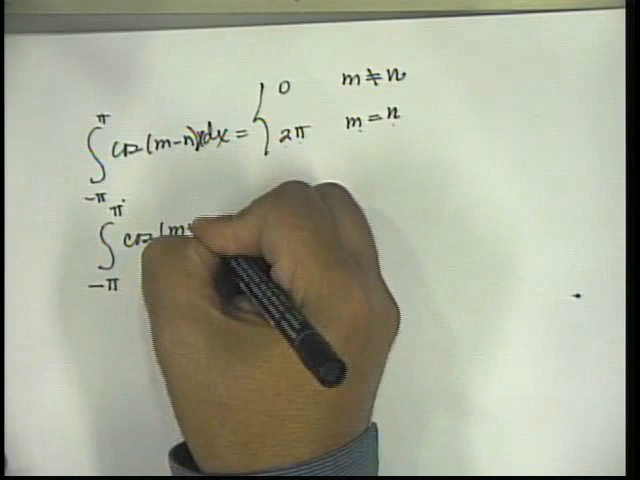 ∫_{-π}^{π} cos(m-n)x dx = { 0 m ≠ n
2π m = n
∫_{-π}^{π} cos(m